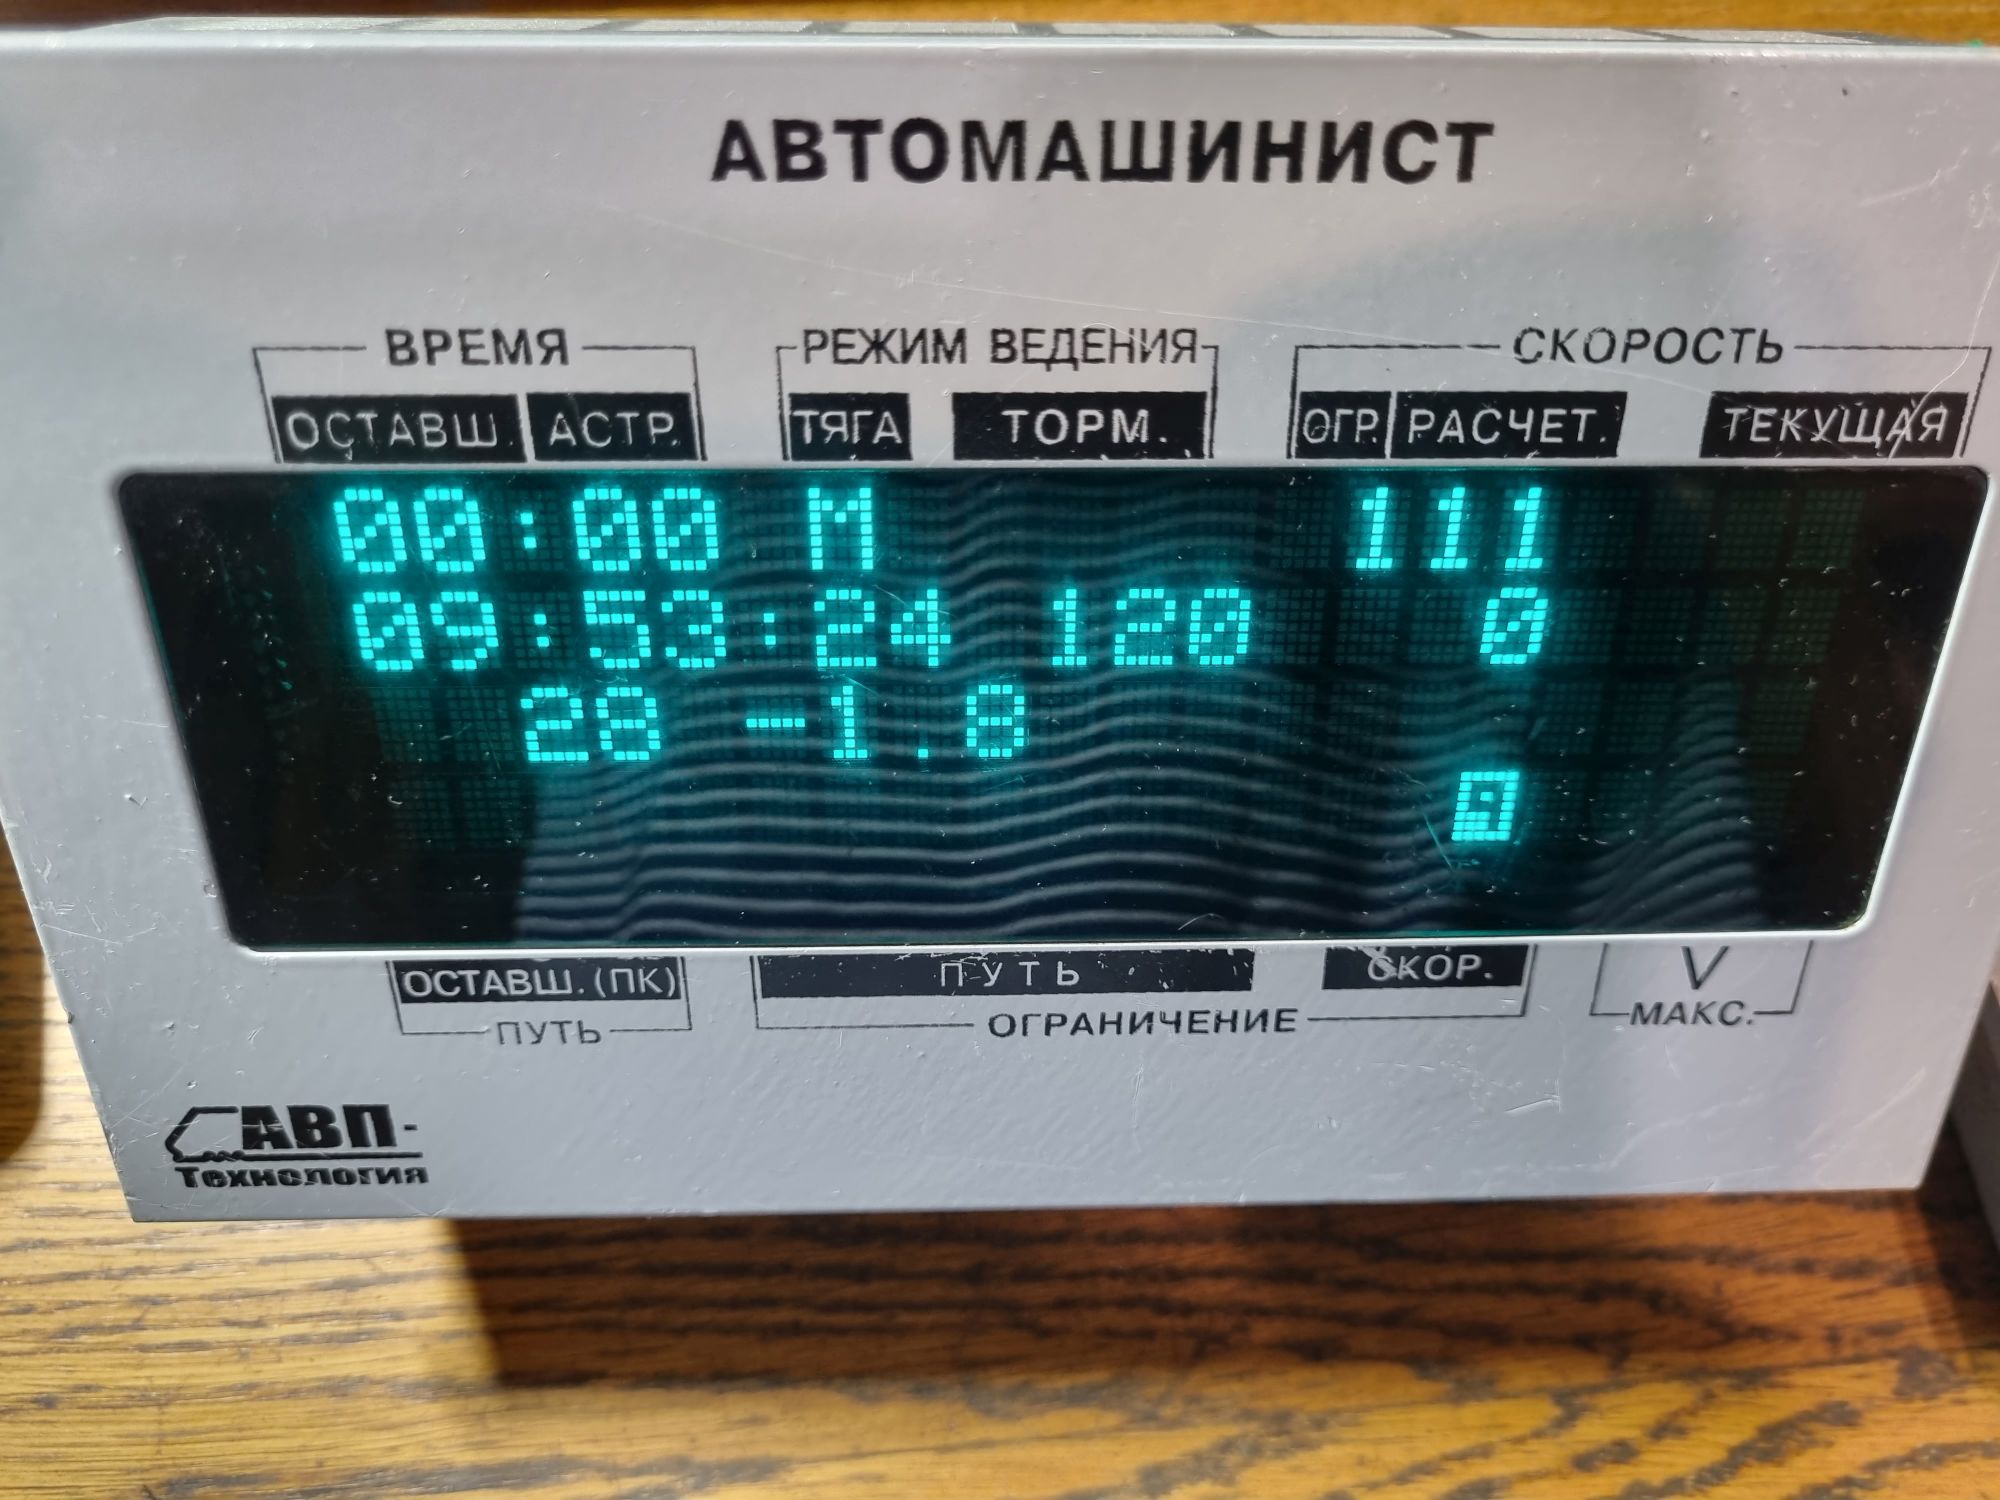 АВТОМАШИНИСТ
ВРЕМЯ РЕЖИМ ВЕДЕНИЯ СКОРОСТЬ
ОСТАВШ. АСТР. ТЯГА ТОРМ. ОГР. РАСЧЕТ. ТЕКУЩАЯ
00:00 М 111
09:53:24 120 0
28 -1.8
ОСТАВШ.(ПК) ПУТЬ СКОР. V
ПУТЬ ОГРАНИЧЕНИЕ МАКС.
АВП-
Технология